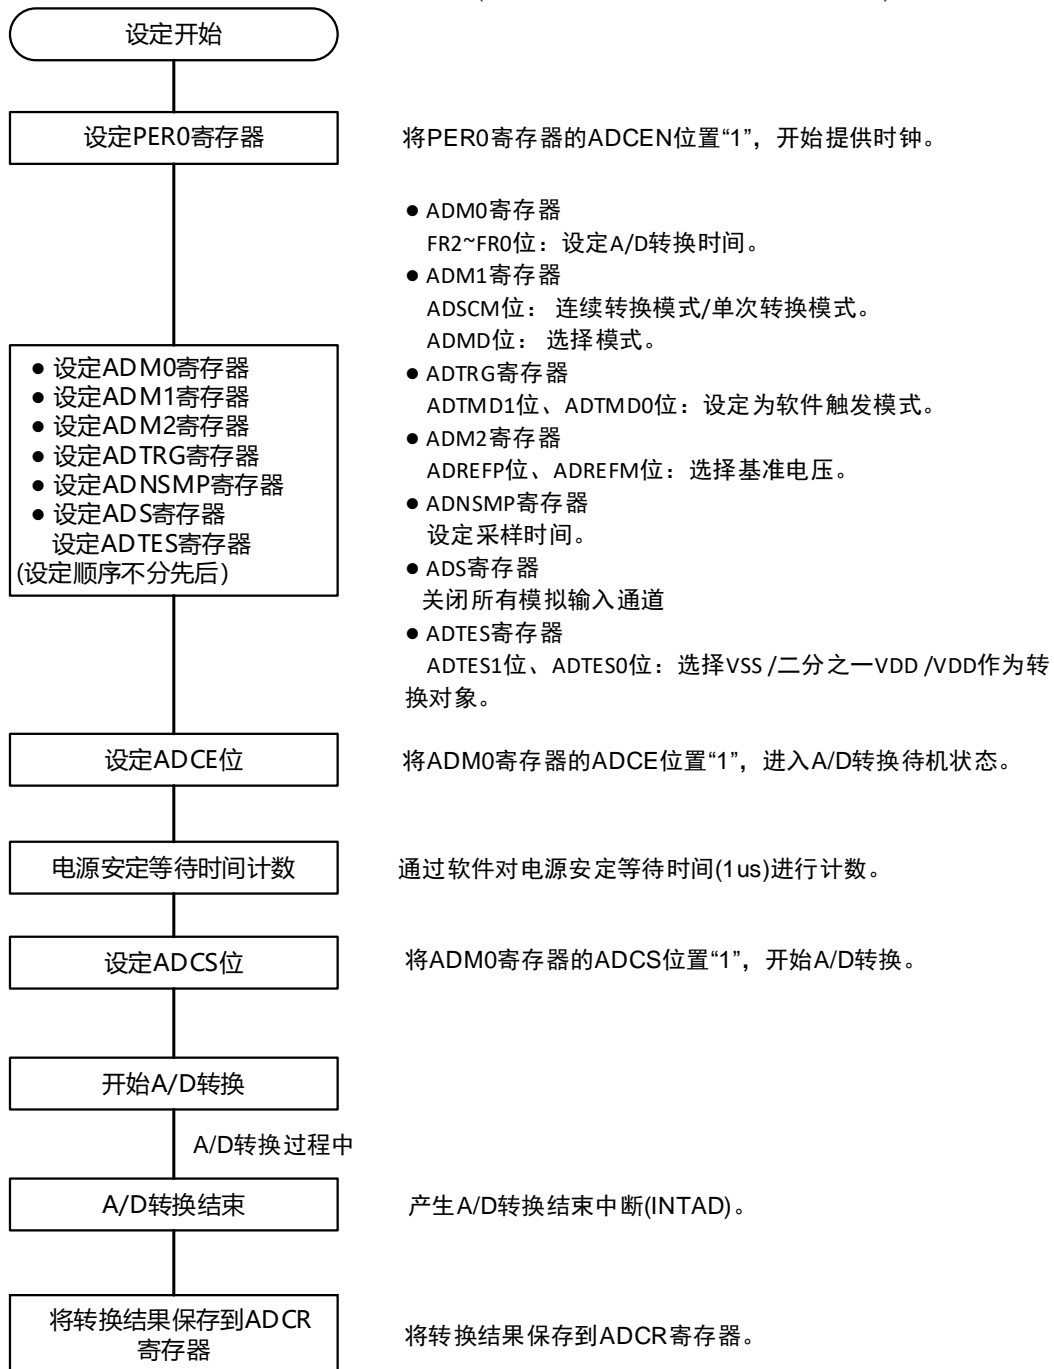 设定开始
设定PER0寄存器
将PER0寄存器的ADCEN位置“1”，开始提供时钟。
● ADM0寄存器
FR2~FR0位：设定A/D转换时间。
● ADM1寄存器
ADSCM位： 连续转换模式/单次转换模式。
ADMD位： 选择模式。
● ADTRG寄存器
ADTMD1位、ADTMD0位：设定为软件触发模式。
● ADM2寄存器
ADREFP位、ADREFM位：选择基准电压。
● ADNSMP寄存器
设定采样时间。
● ADS寄存器
关闭所有模拟输入通道
● ADTES寄存器
ADTES1位、ADTES0位：选择VSS /二分之一VDD /VDD作为转
换对象。
● 设定ADM0寄存器
● 设定ADM1寄存器
● 设定ADM2寄存器
● 设定ADTRG寄存器
● 设定ADNSMP寄存器
● 设定ADS寄存器
设定ADTES寄存器
(设定顺序不分先后)
设定ADCE位
将ADM0寄存器的ADCE位置“1”，进入A/D转换待机状态。
电源安定等待时间计数
通过软件对电源安定等待时间(1us)进行计数。
设定ADCS位
将ADM0寄存器的ADCS位置“1”，开始A/D转换。
开始A/D转换
A/D转换过程中
A/D转换结束
产生A/D转换结束中断(INTAD)。
将转换结果保存到ADCR
寄存器
将转换结果保存到ADCR寄存器。